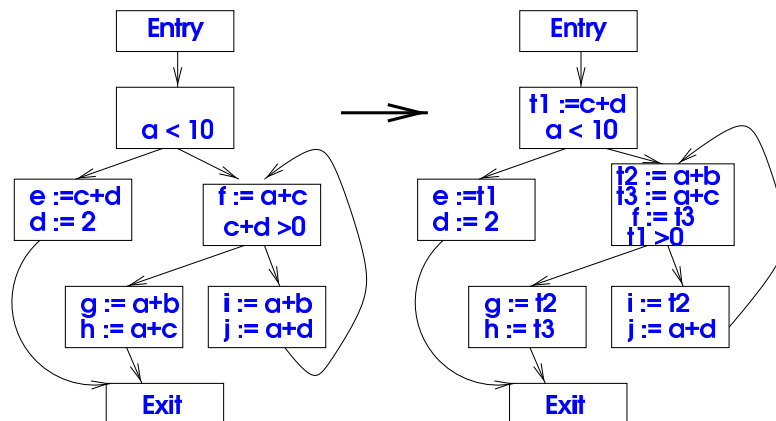 Entry
a < 10
e :=c+d
d := 2
f := a+c
c+d >0
g := a+b
h := a+c
i := a+b
j := a+d
Exit
Entry
t1 :=c+d
a < 10
e :=t1
d := 2
t2 := a+b
t3 := a+c
f := t3
t1 >0
g := t2
h := t3
i := t2
j := a+d
Exit